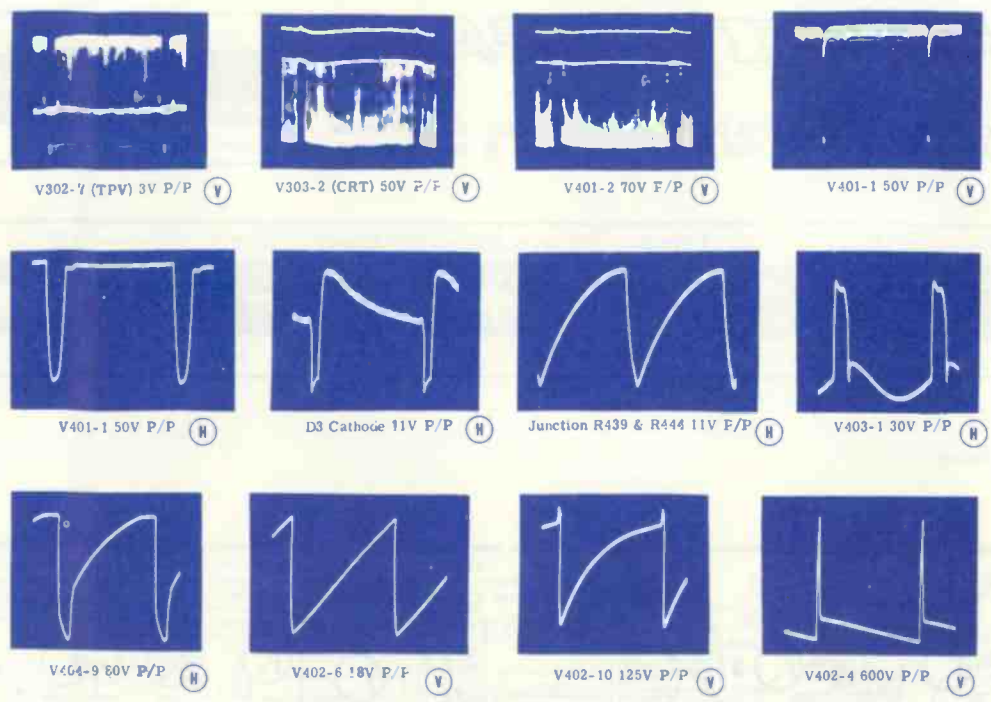 V302-7 (TPV) 3V P/P V
V303-2 (CRT) 50V P/P V
V401-2 70V P/P V
V401-1 50V P/P V
V401-1 50V P/P H
D3 Cathode 11V P/P H
Junction R439 & R444 11V P/P H
V403-1 30V P/P H
V404-9 80V P/P H
V402-6 18V P/P V
V402-10 125V P/P V
V402-4 600V P/P V